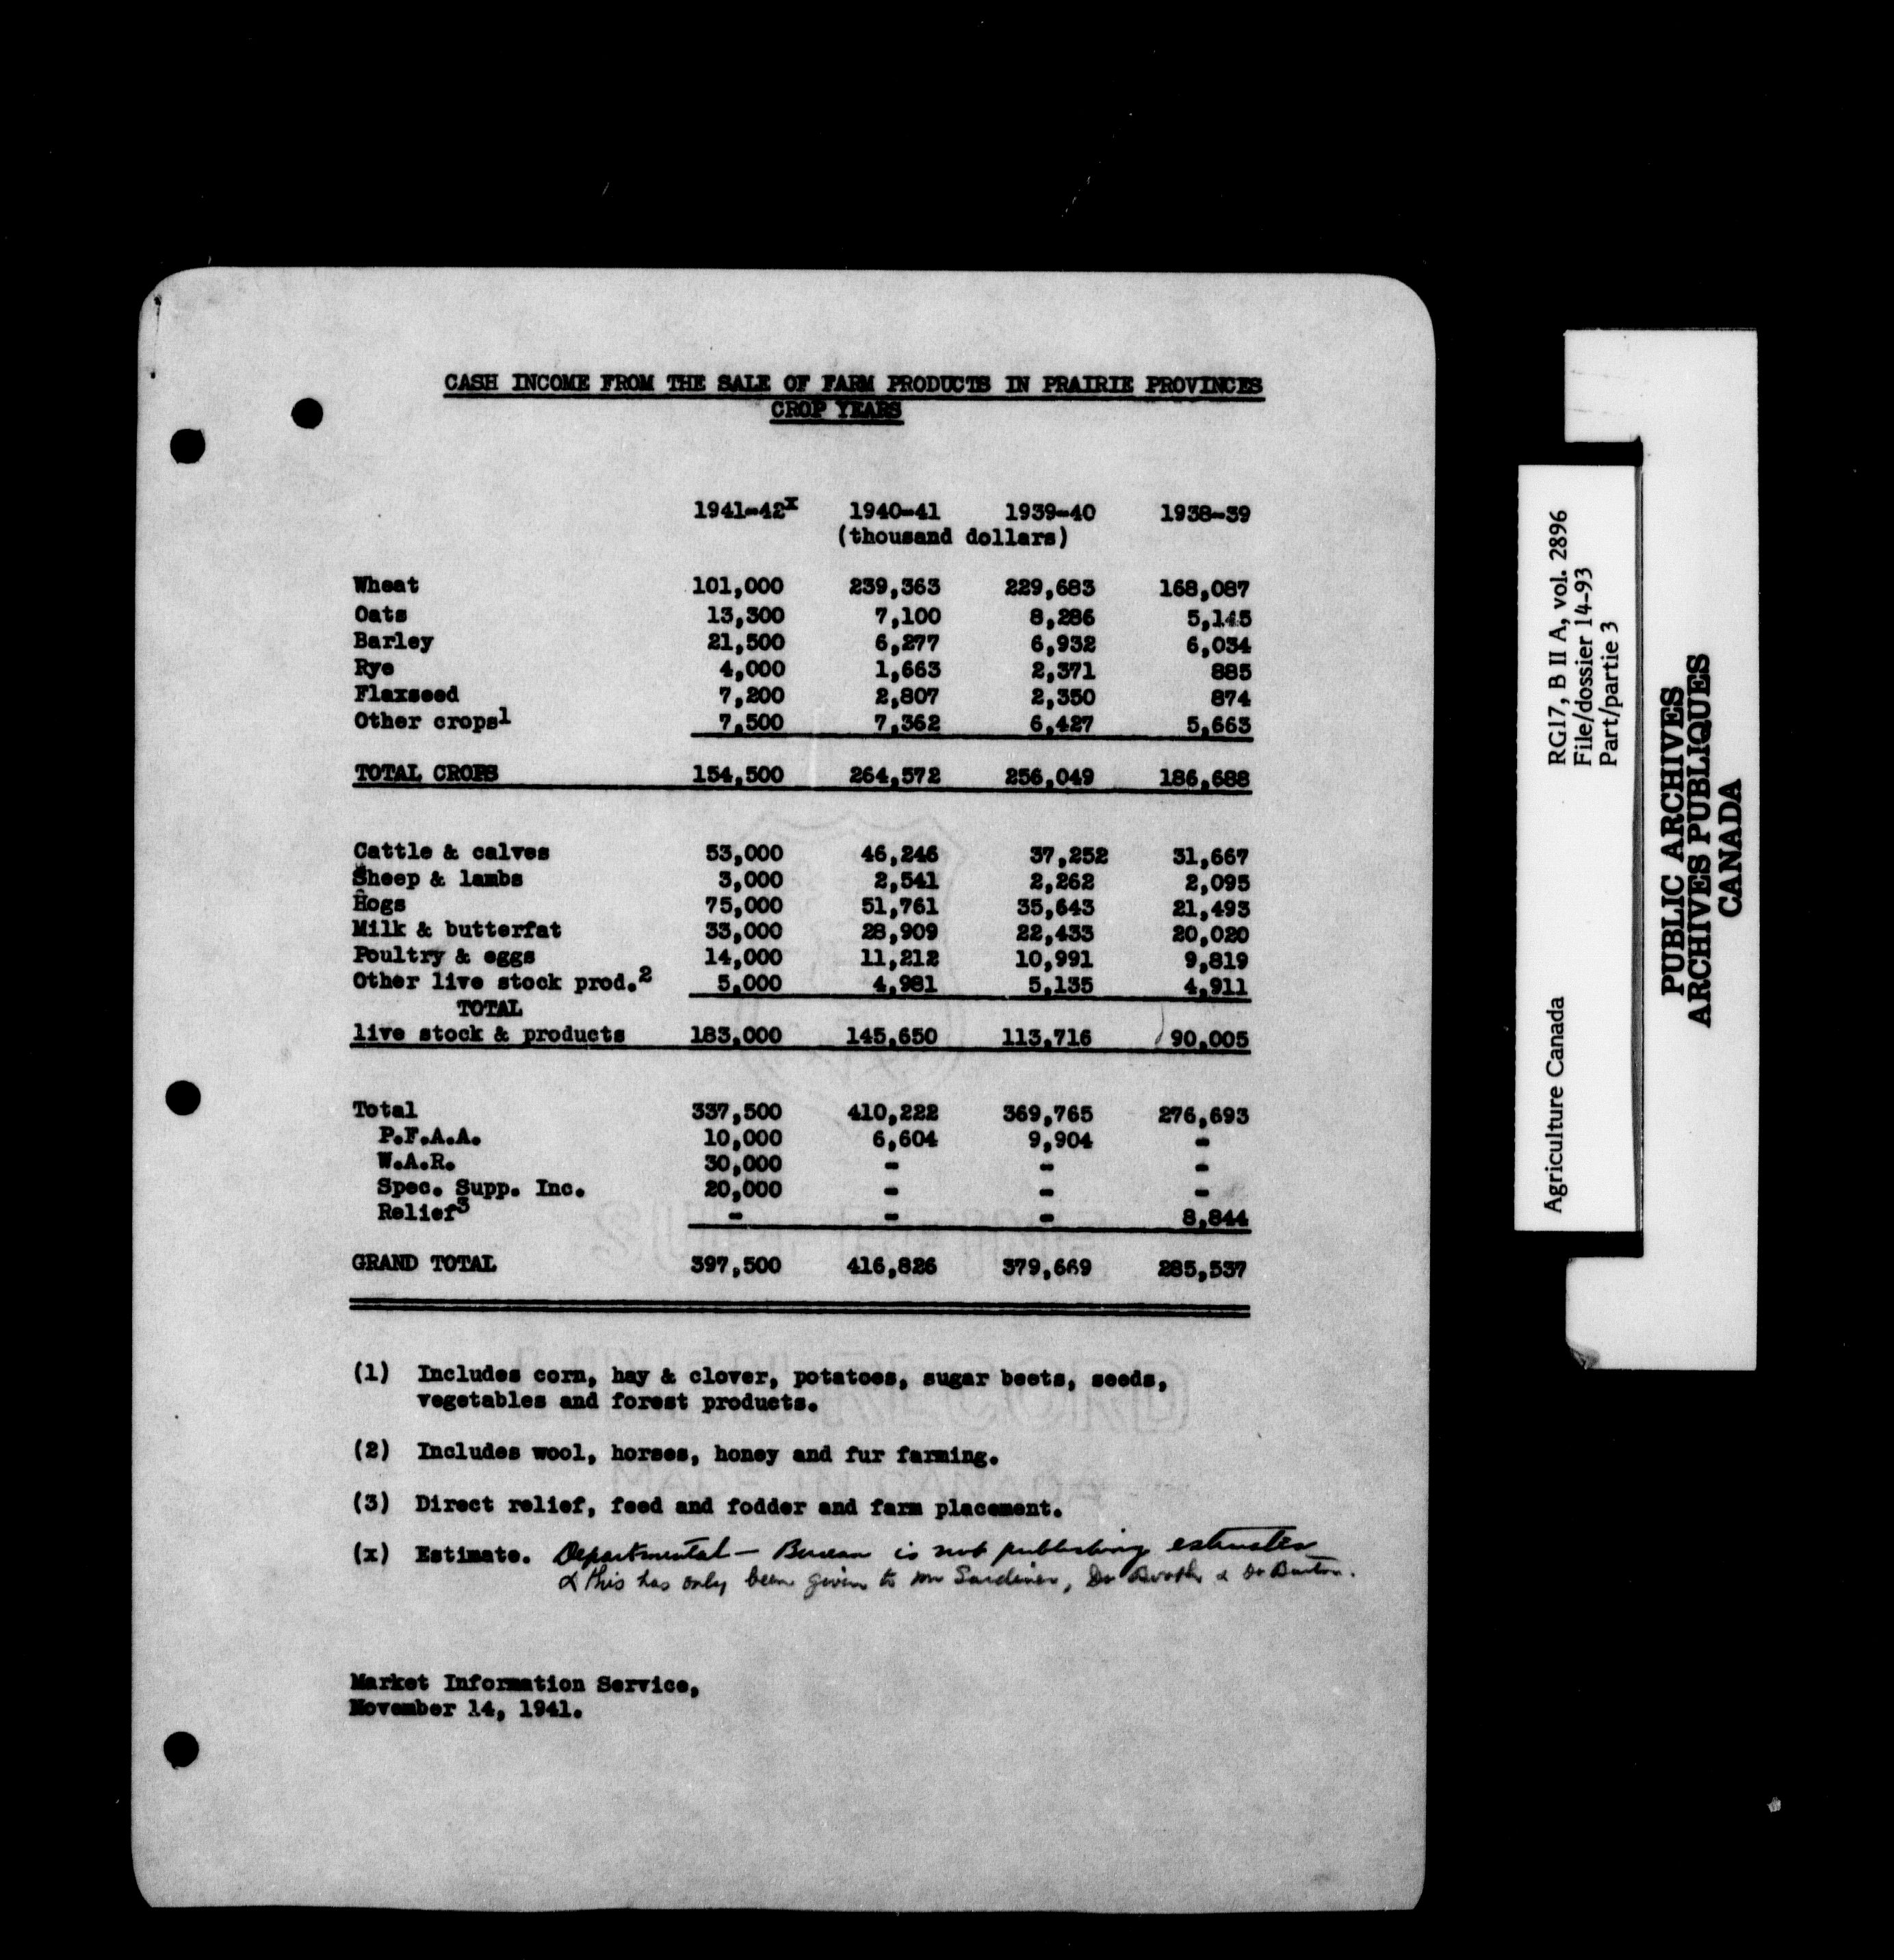 CASH INCOME FROM THE SALE OF FARM PRODUCTS IN PRAIRIE PROVINCES
CROP YEARS
1941-42x 1940-41 1939-40 1938-39
(thousand dollars)
Wheat 101,000 239,363 229,683 168,087
Oats 13,300 7,100 8,286 5,145
Barley 21,500 6,277 6,932 6,034
Rye 4,000 1,663 2,371 885
Flaxseed 7,200 2,807 2,350 874
Other crops1 7,500 7,362 6,427 5,663
TOTAL CROPS 154,500 264,572 256,049 186,688
Cattle & calves 53,000 46,246 37,252 31,667
Sheep & lambs 3,000 2,541 2,262 2,095
Hogs 75,000 51,761 35,643 21,493
Milk & butterfat 33,000 28,909 22,433 20,020
Poultry & eggs 14,000 11,212 10,991 9,819
Other live stock prod.2 5,000 4,981 5,135 4,911
TOTAL
live stock & products 183,000 145,650 113,716 90,005
Total 337,500 410,222 369,765 276,693
P.F.A.A. 10,000 6,604 9,904 -
W.A.R. 30,000 - - -
Spec. Supp. Inc. 20,000 - - -
Relief3 - - - 8,844
GRAND TOTAL 397,500 416,826 379,669 285,537
(1) Includes corn, hay & clover, potatoes, sugar beets, seeds,
vegetables and forest products.
(2) Includes wool, horses, honey and fur farming.
(3) Direct relief, feed and fodder and farm placement.
(x) Estimate. Departmental - Bureau is not publishing estimates
& this has only been given to Mr Gardiner, Dr Booth & Dr Barton.
Market Information Service,
November 14, 1941.
RG17, B II A, vol. 2896
File/dossier 14-93
Part/partie 3
Agriculture Canada
PUBLIC ARCHIVES
ARCHIVES PUBLIQUES
CANADA